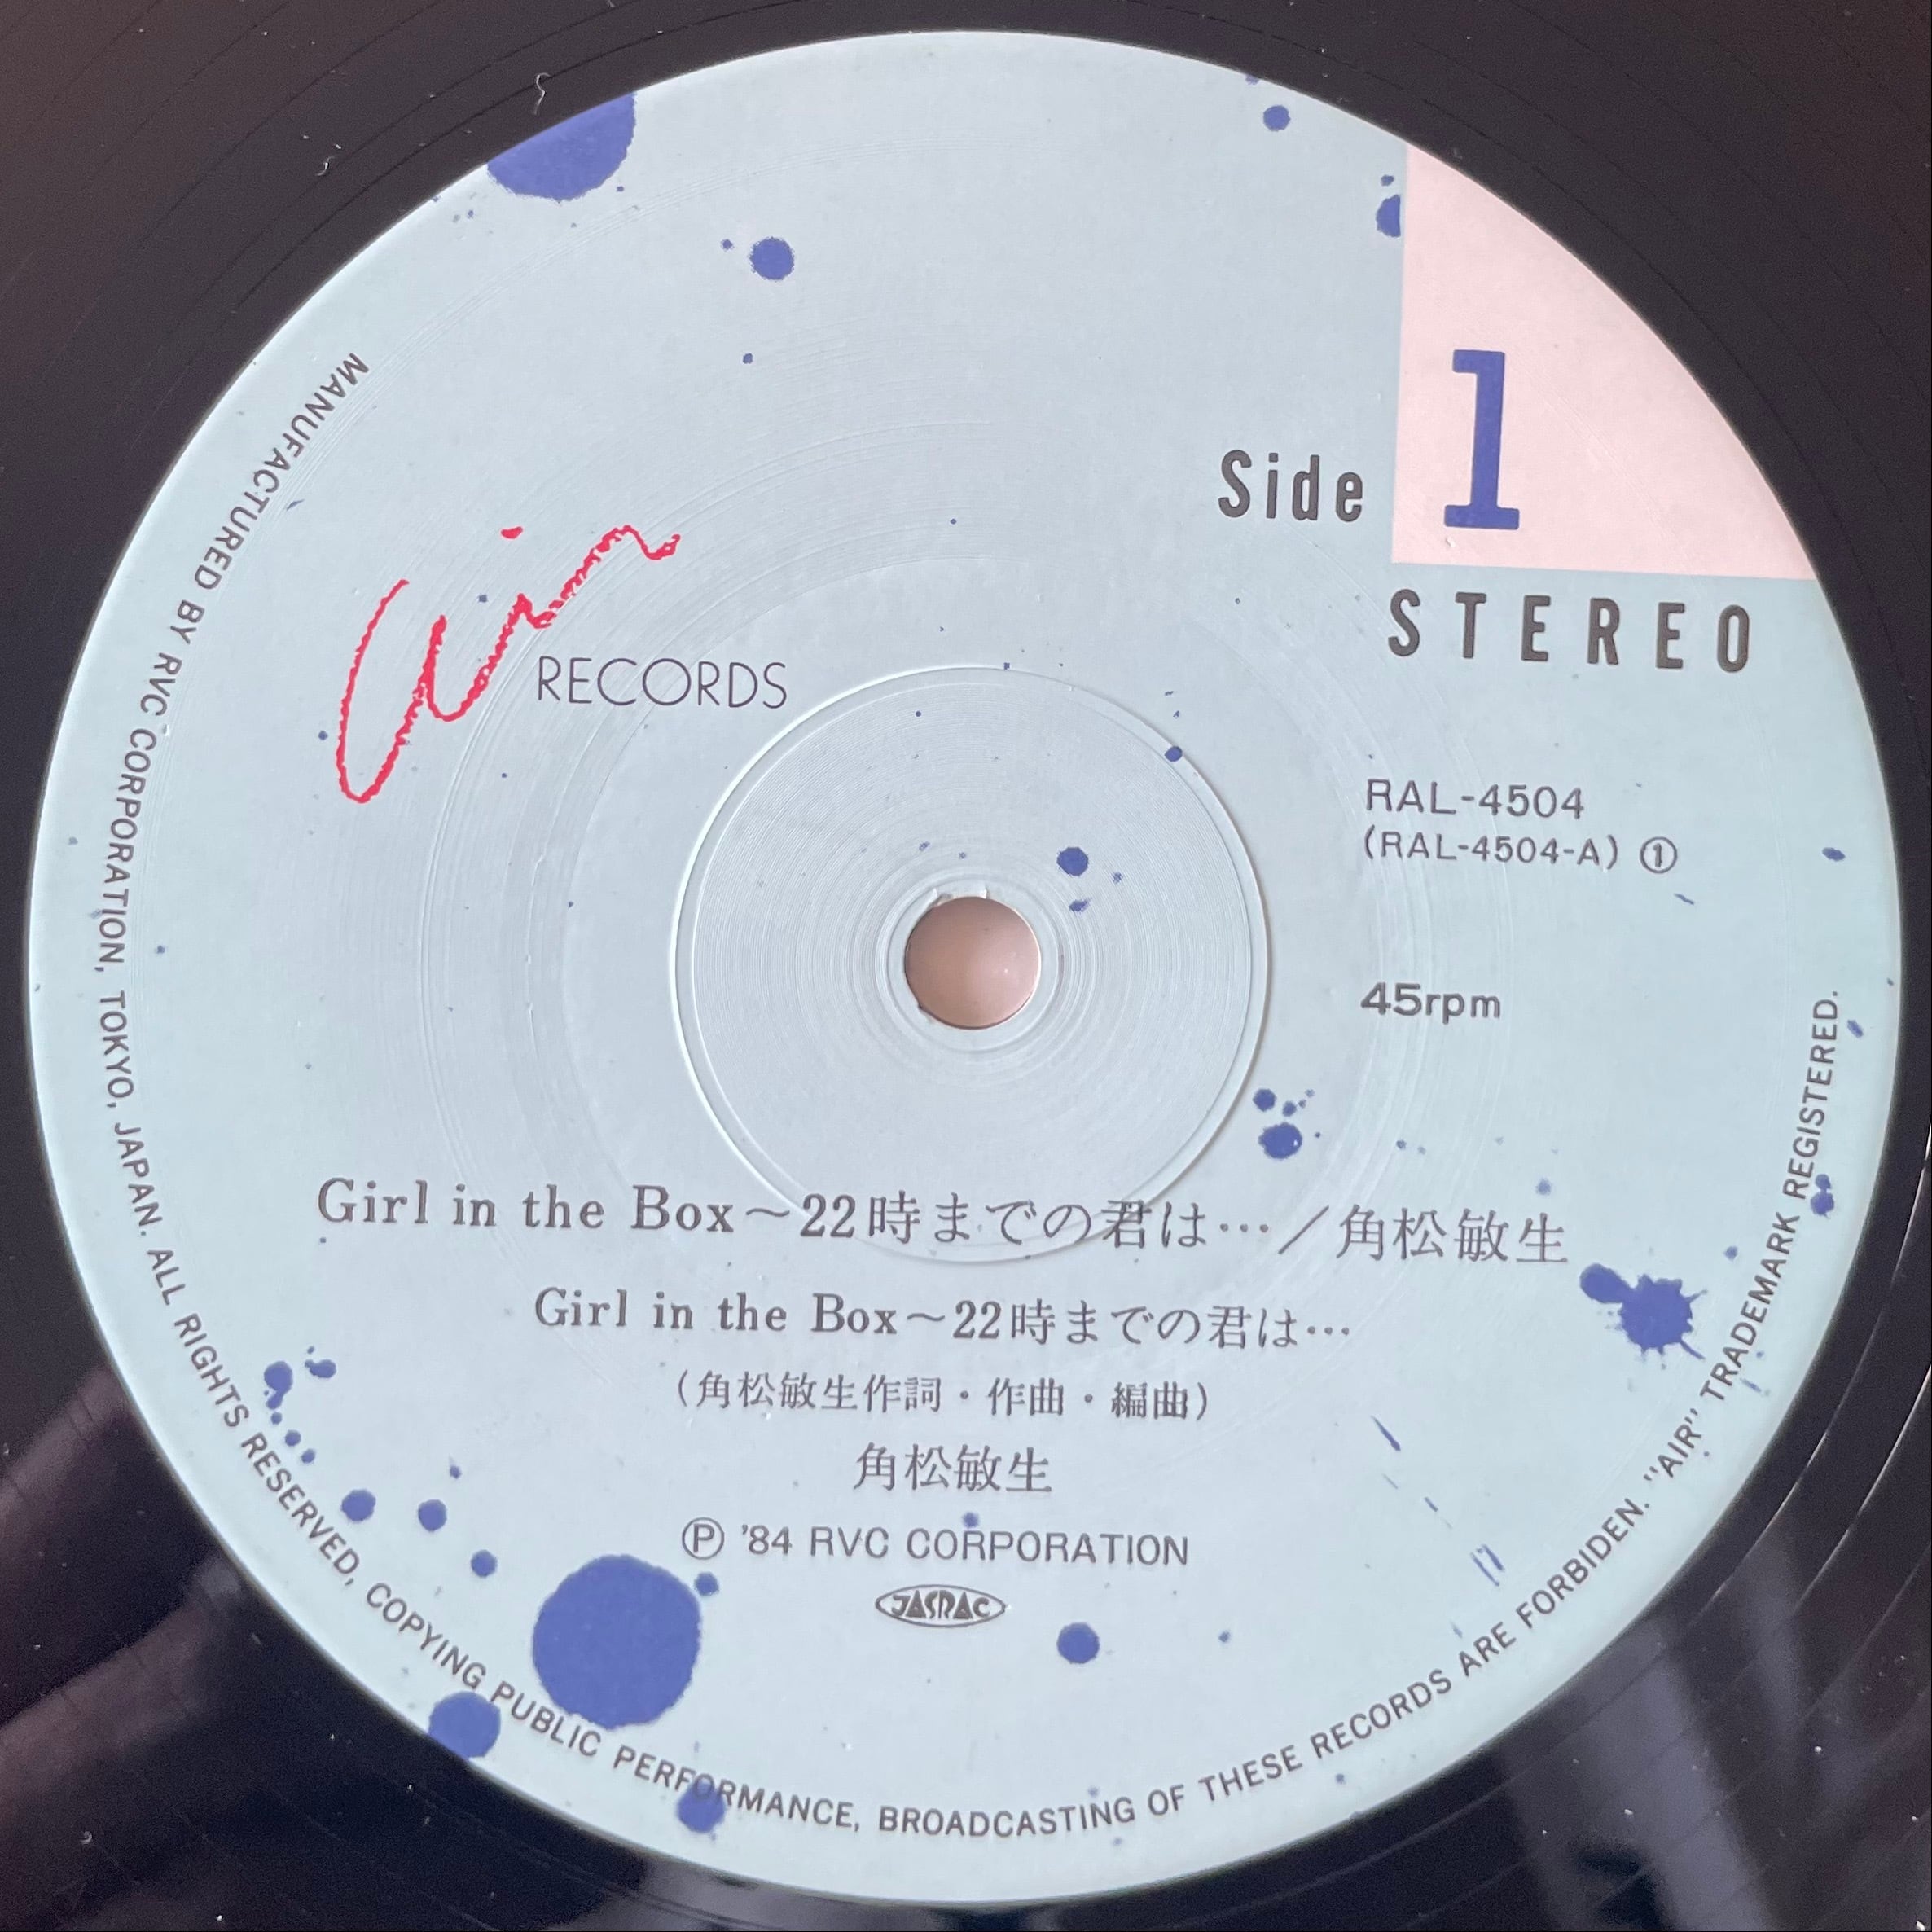 Side 1
STEREO
Air
RECORDS
RAL-4504
(RAL-4504-A) ①
45rpm
Girl in the Box～22時までの君は…／角松敏生
Girl in the Box～22時までの君は…
(角松敏生作詞・作曲・編曲)
角松敏生
Ⓟ '84 RVC CORPORATION
JASRAC
MANUFACTURED BY RVC CORPORATION, TOKYO, JAPAN. ALL RIGHTS RESERVED, COPYING PUBLIC PERFORMANCE, BROADCASTING OF THESE RECORDS ARE FORBIDEN. "AIR" TRADEMARK REGISTERED.